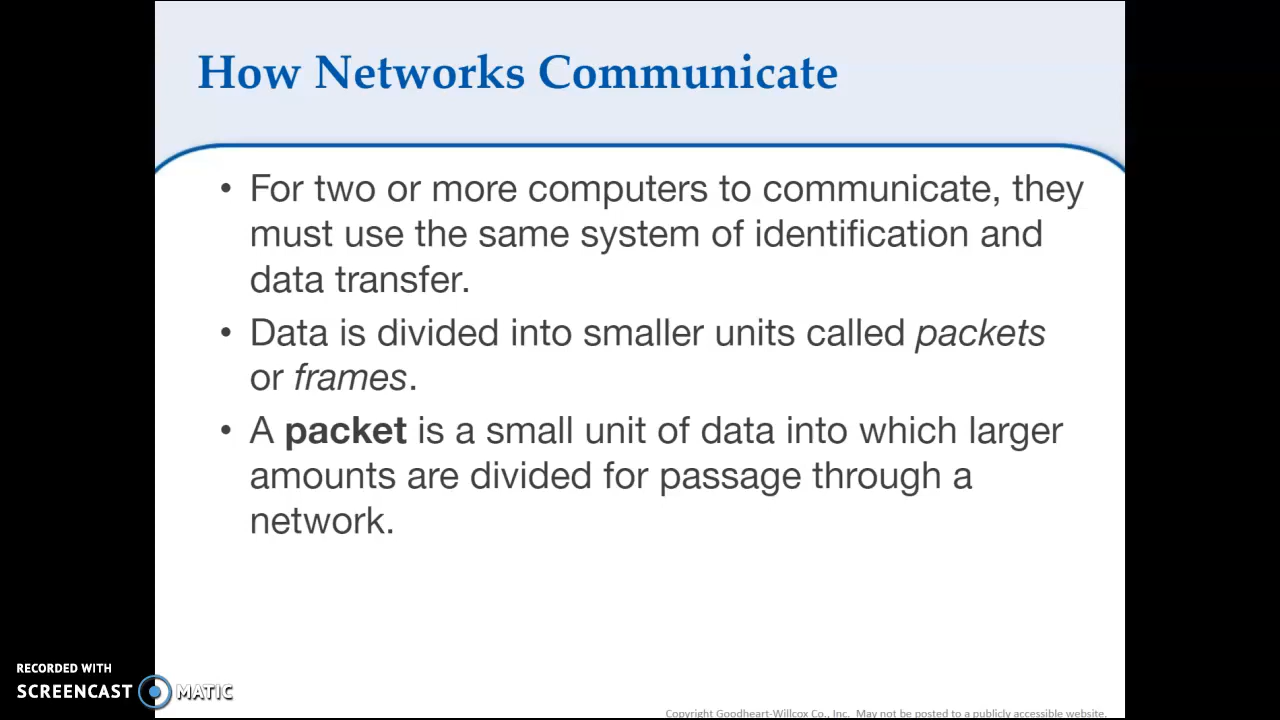 How Networks Communicate
• For two or more computers to communicate, they
must use the same system of identification and
data transfer.
• Data is divided into smaller units called packets
or frames.
• A packet is a small unit of data into which larger
amounts are divided for passage through a
network.
RECORDED WITH
SCREENCAST MATIC
Copyright Goodheart-Willcox Co., Inc. May not be posted to a publicly accessible website.